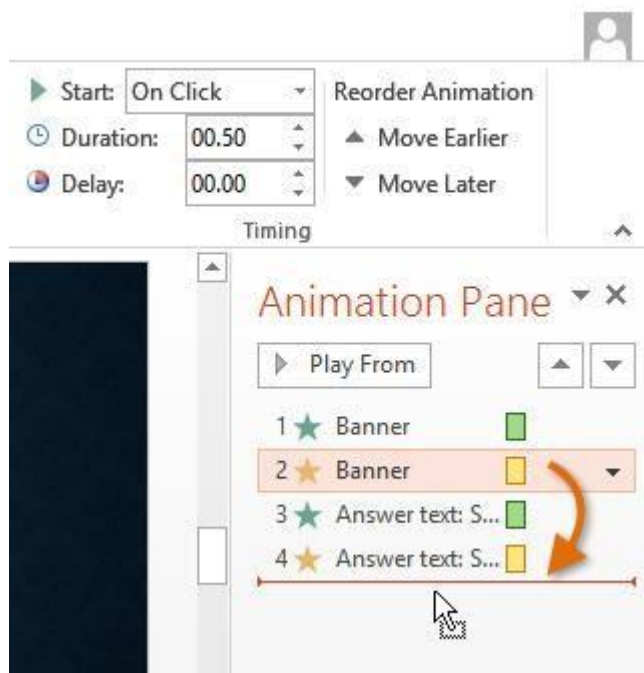 Start: On Click Reorder Animation
Duration: 00.50 Move Earlier
Delay: 00.00 Move Later
Timing
Animation Pane
Play From
1 Banner
2 Banner
3 Answer text: S...
4 Answer text: S...